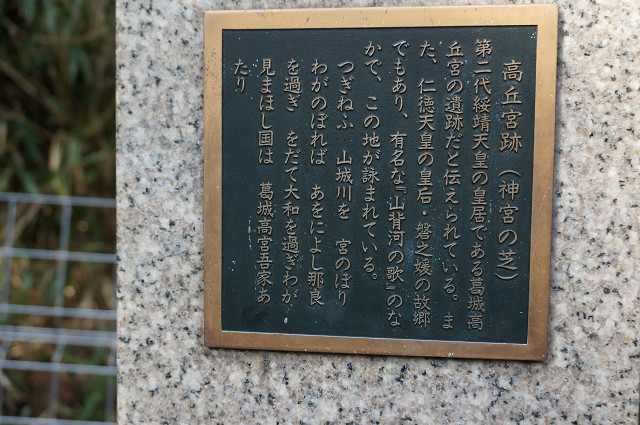 高丘宮跡（神宮の芝）
第二代綏靖天皇の皇居である葛城高
丘宮の遺跡だと伝えられている。ま
た、仁徳天皇の皇后・磐之媛の故郷
でもあり、有名な「山背河の歌」のな
かで、この地が詠まれている。
つぎねふ 山城川を 宮のぼり
わがのぼれば あをによし那良
を過ぎ をだて大和を過ぎわが
見まほし国は 葛城高宮吾家あ
たり